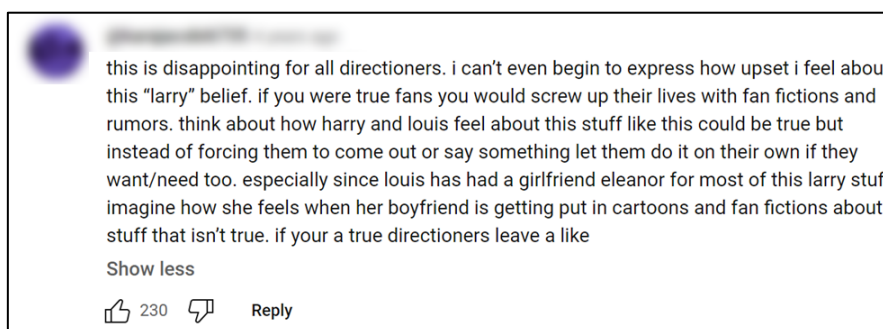 this is disappointing for all directioners. i can't even begin to express how upset i feel abou
this “larry” belief. if you were true fans you would screw up their lives with fan fictions and
rumors. think about how harry and louis feel about this stuff like this could be true but
instead of forcing them to come out or say something let them do it on their own if they
want/need too. especially since louis has had a girlfriend eleanor for most of this larry stuf
imagine how she feels when her boyfriend is getting put in cartoons and fan fictions about
stuff that isn't true. if your a true directioners leave a like
Show less
230 Reply